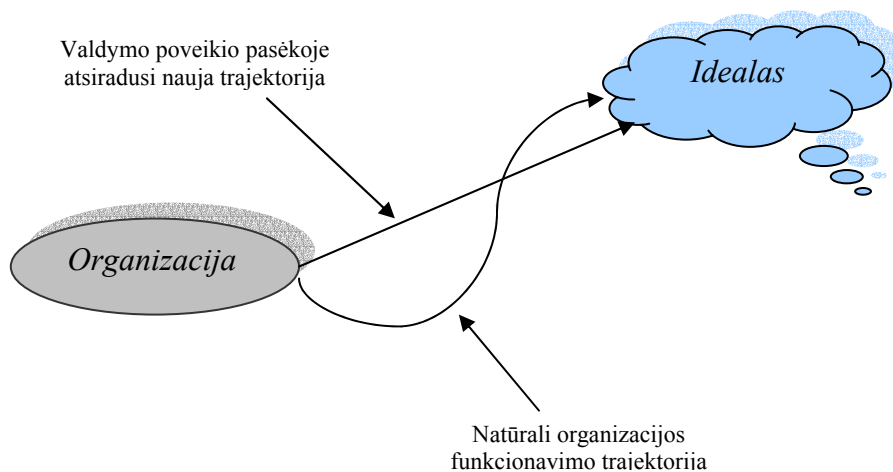 Valdymo poveikio pasėkoje
atsiradusi nauja trajektorija
Idealas
Organizacija
Natūrali organizacijos
funkcionavimo trajektorija